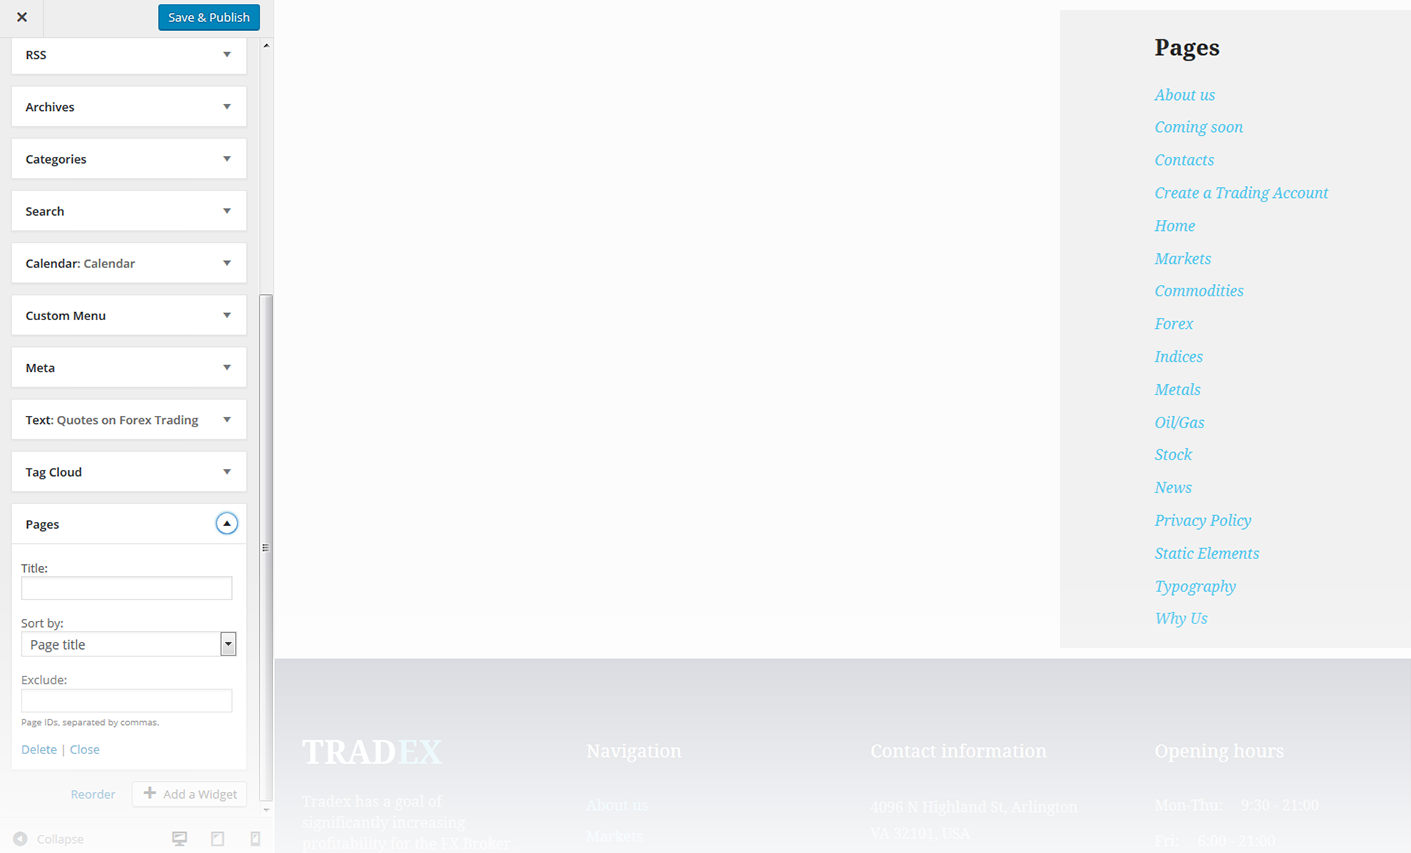 Save & Publish
RSS
Archives
Categories
Search
Calendar: Calendar
Custom Menu
Meta
Text: Quotes on Forex Trading
Tag Cloud
Pages
Title:
Sort by:
Page title
Exclude:
Page IDs, separated by commas.
Delete | Close
Reorder
Add a Widget
Collapse
Pages
About us
Coming soon
Contacts
Create a Trading Account
Home
Markets
Commodities
Forex
Indices
Metals
Oil/Gas
Stock
News
Privacy Policy
Static Elements
Typography
Why Us
TRADEX
Tradex has a goal of
significantly increasing
profitability for the FX Broker
Navigation
About us
Markets
Contact information
4096 N Highland St, Arlington
VA 32101, USA
Opening hours
Mon-Thu: 9:30 - 21:00
Fri: 6:00 - 21:00